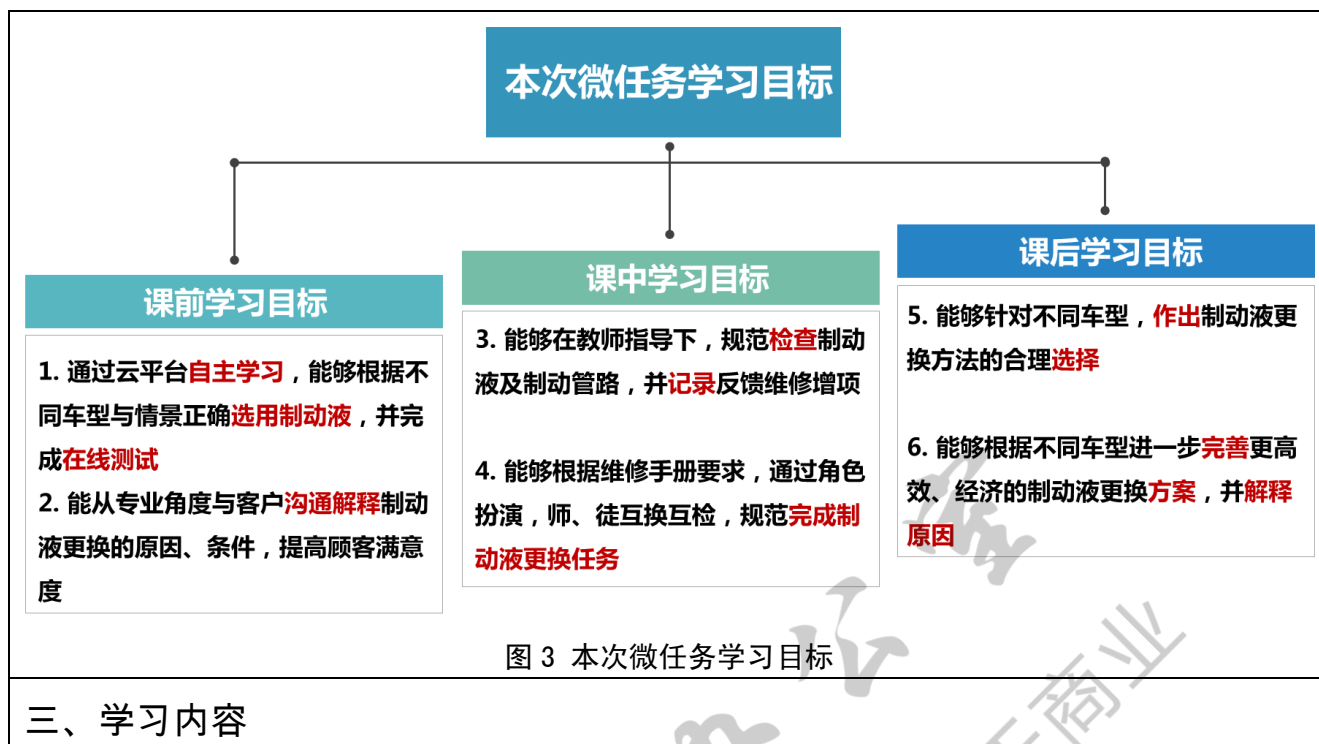 本次微任务学习目标
课前学习目标
1. 通过云平台自主学习，能够根据不
同车型与情景正确选用制动液，并完
成在线测试
2. 能从专业角度与客户沟通解释制动
液更换的原因、条件，提高顾客满意
度
课中学习目标
3. 能够在教师指导下，规范检查制动
液及制动管路，并记录反馈维修增项
4. 能够根据维修手册要求，通过角色
扮演，师、徒互换互检，规范完成制
动液更换任务
课后学习目标
5. 能够针对不同车型，作出制动液更
换方法的合理选择
6. 能够根据不同车型进一步完善更高
效、经济的制动液更换方案，并解释
原因
图 3 本次微任务学习目标
三、学习内容
商业